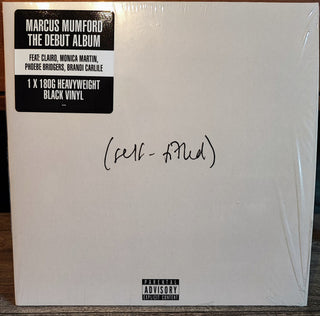 MARCUS MUMFORD
THE DEBUT ALBUM
FEAT: CLAIRO, MONICA MARTIN,
PHOEBE BRIDGERS, BRANDI CARLILE
1 X 180G HEAVYWEIGHT
BLACK VINYL
(self-titled)
PARENTAL
ADVISORY
EXPLICIT CONTENT